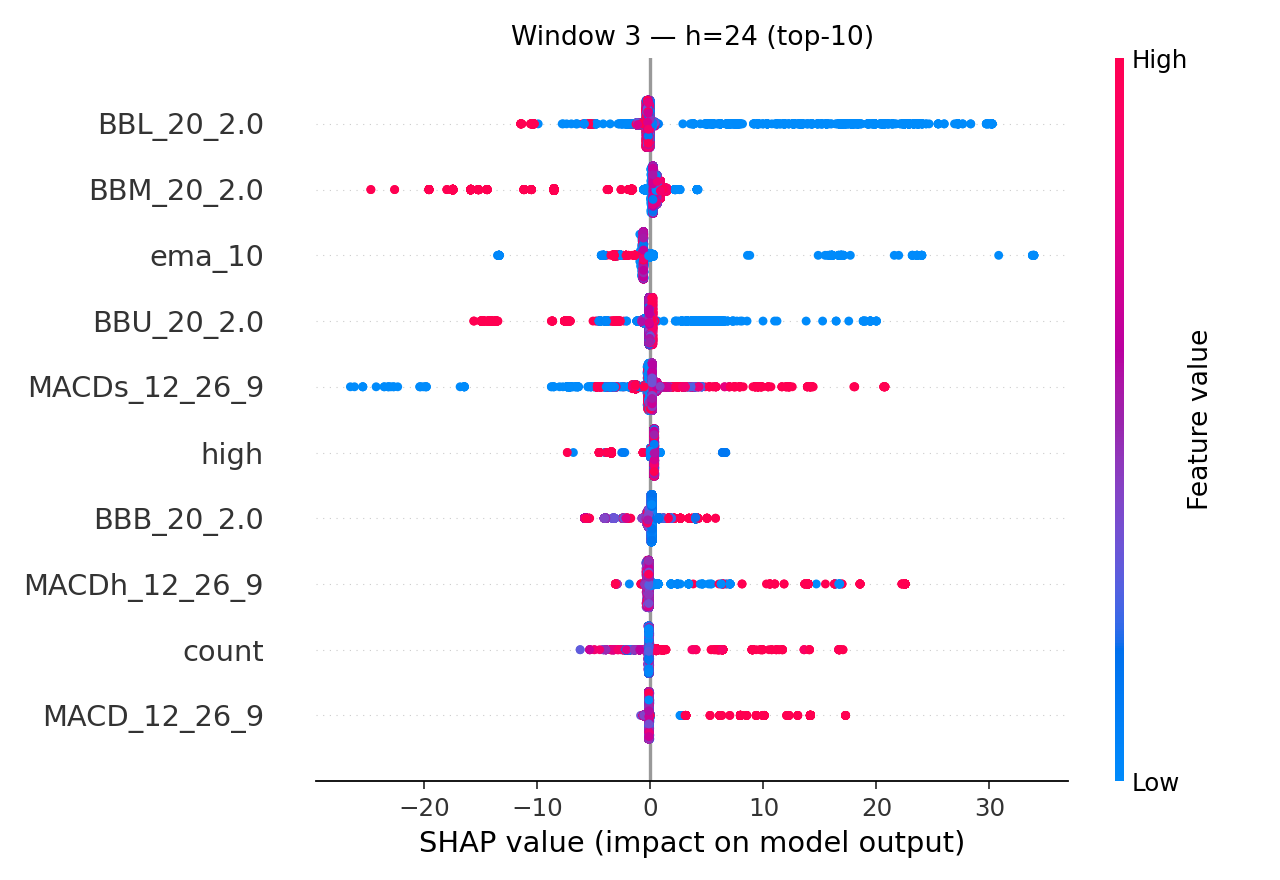 Window 3 — h=24 (top-10)
High
BBL_20_2.0
BBM_20_2.0
ema_10
BBU_20_2.0
MACDs_12_26_9
high
BBB_20_2.0
MACDh_12_26_9
count
MACD_12_26_9
Feature value
Low
−20 −10 0 10 20 30
SHAP value (impact on model output)